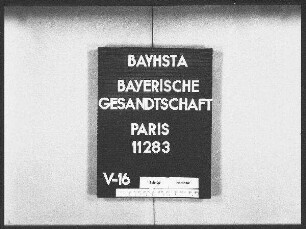 BAYHSTA
BAYERISCHE
GESANDTSCHAFT
PARIS
11283
V-16